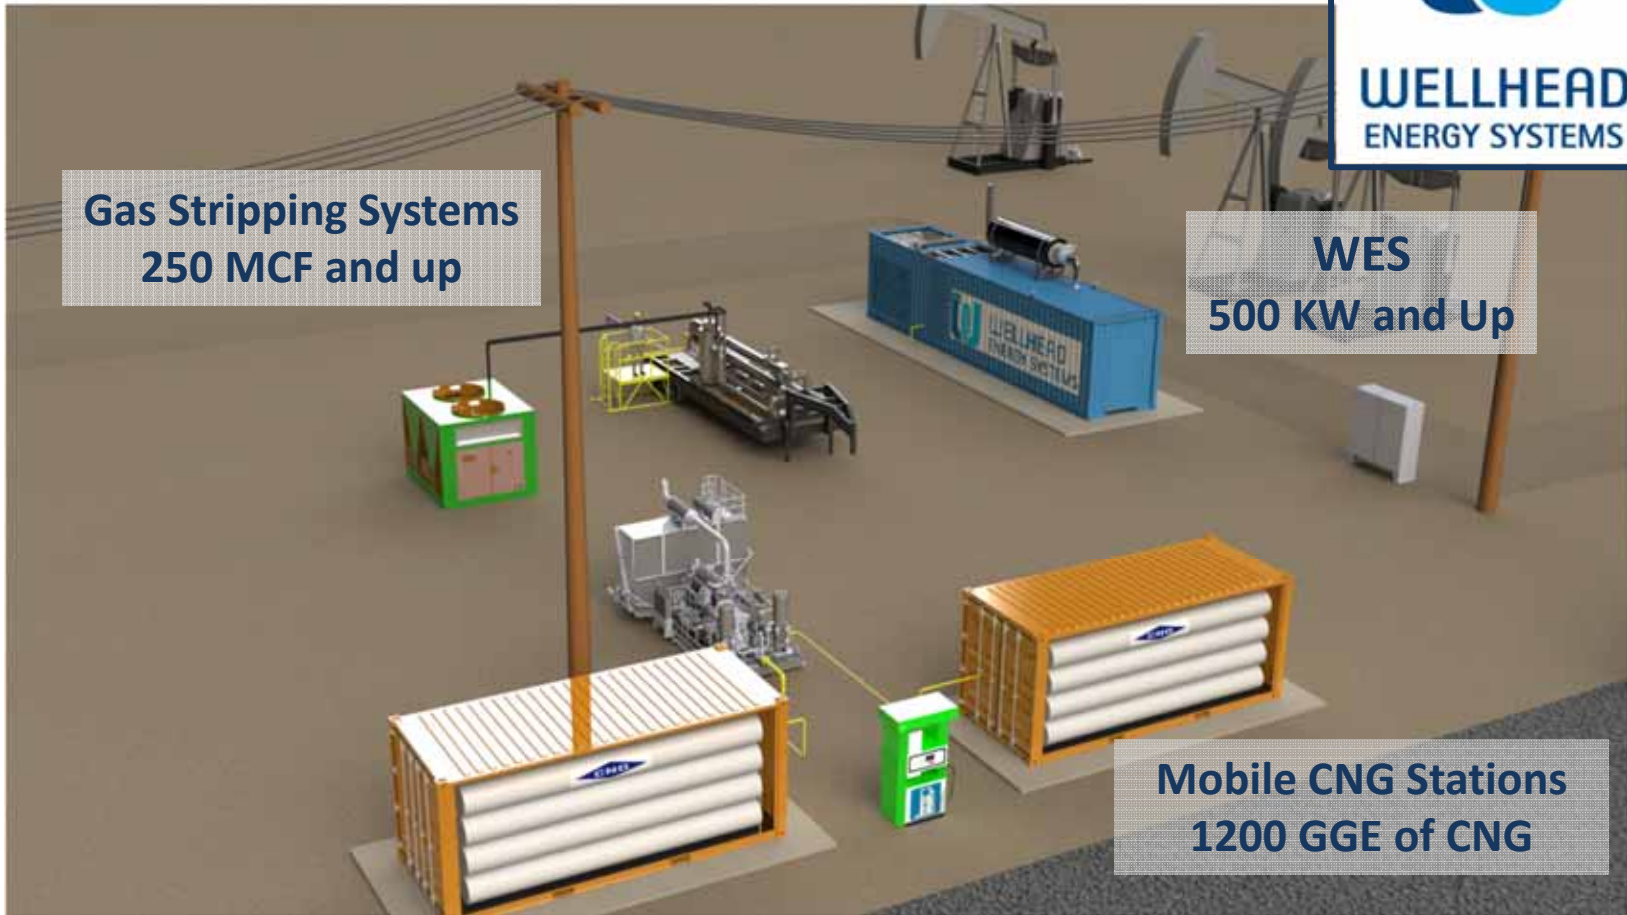 WELLHEAD
ENERGY SYSTEMS
Gas Stripping Systems
250 MCF and up
WES
500 KW and Up
WELLHEAD
ENERGY SYSTEMS
CNG
CNG
Mobile CNG Stations
1200 GGE of CNG